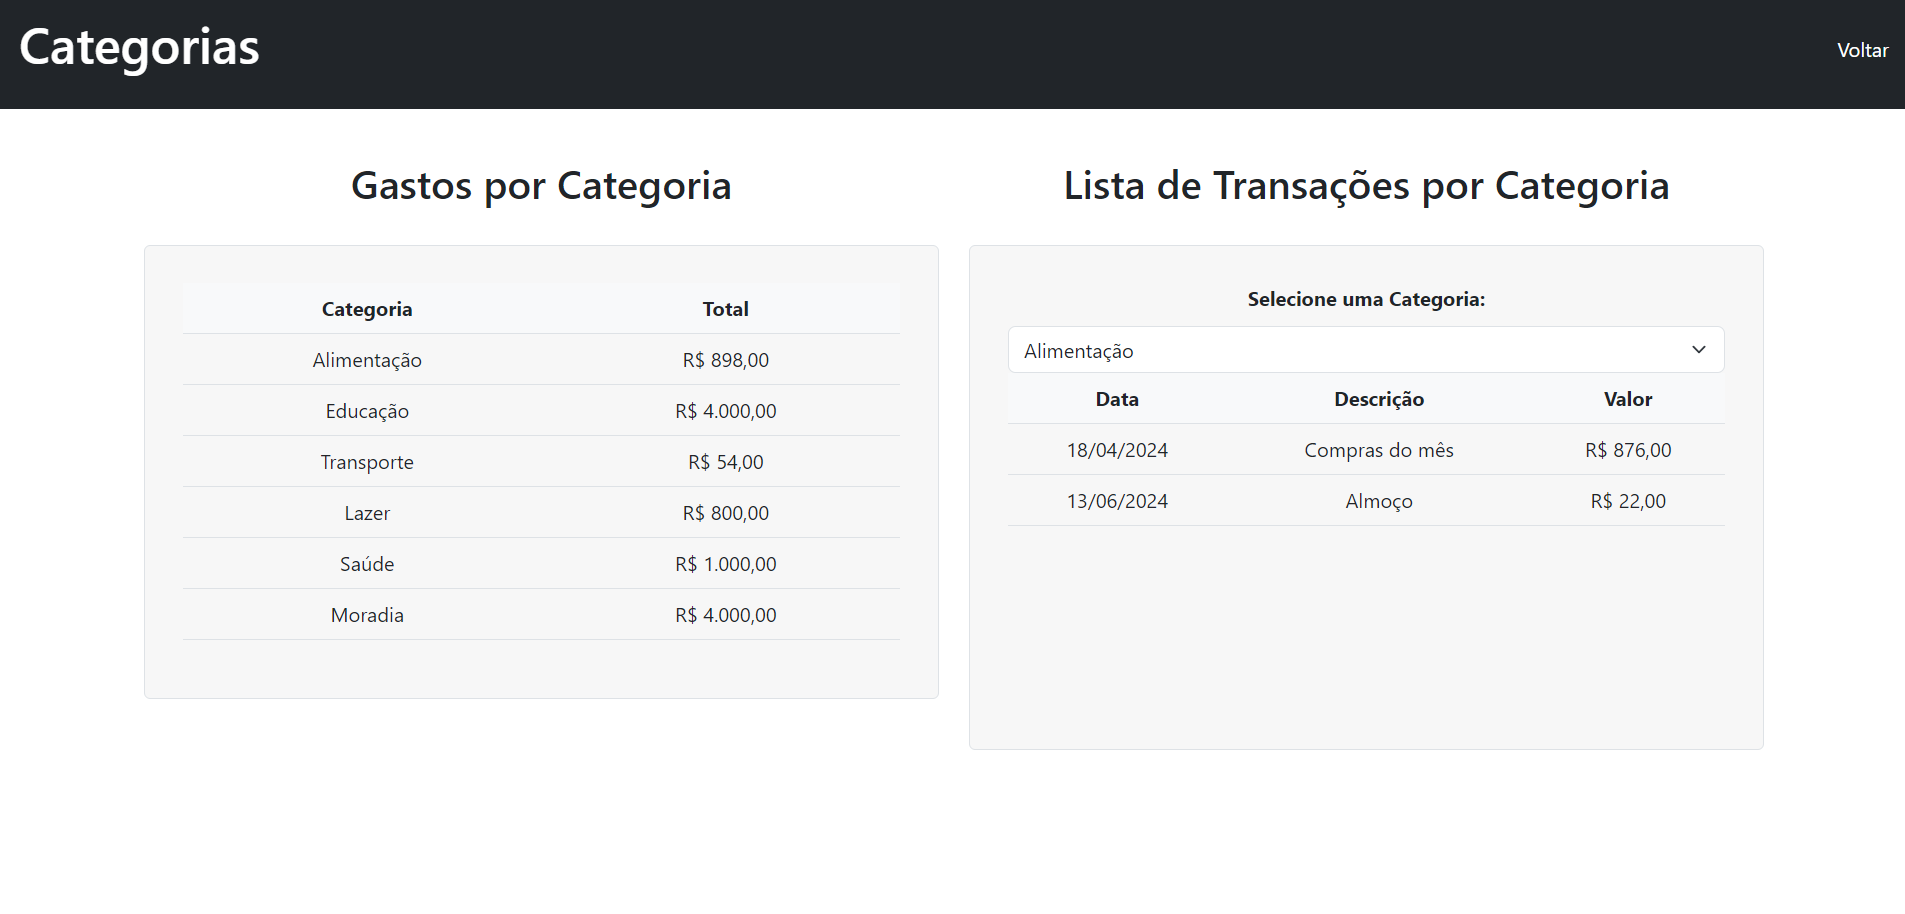 Categorias
Voltar
Gastos por Categoria
Categoria Total
Alimentação R$ 898,00
Educação R$ 4.000,00
Transporte R$ 54,00
Lazer R$ 800,00
Saúde R$ 1.000,00
Moradia R$ 4.000,00
Lista de Transações por Categoria
Selecione uma Categoria:
Alimentação
Data Descrição Valor
18/04/2024 Compras do mês R$ 876,00
13/06/2024 Almoço R$ 22,00